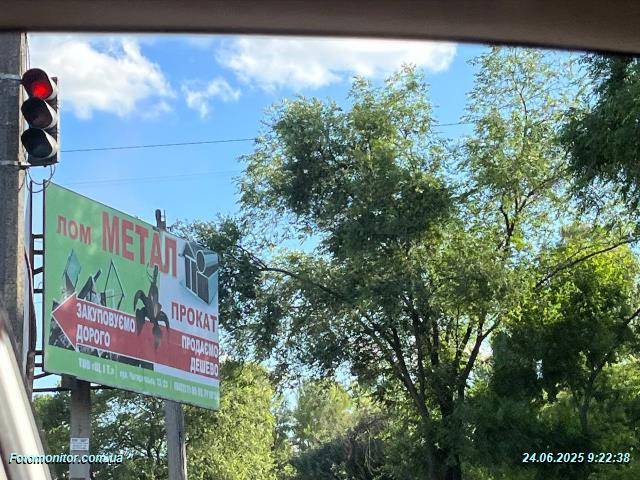 ЛОМ МЕТАЛ
ПРОКАТ
ЗАКУПОВУЄМО
ДОРОГО
ПРОДАЄМО
ДЕШЕВО
Fotomonitor.com.ua
24.06.2025 9:22:38